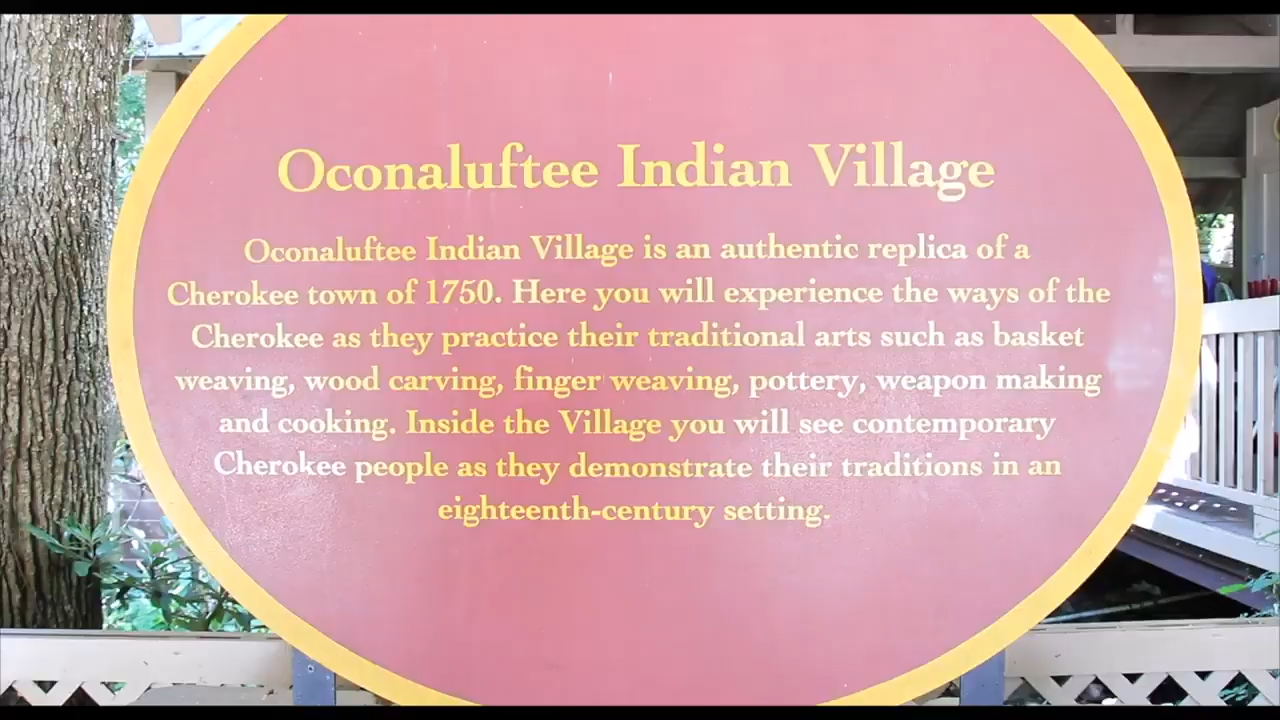 Oconaluftee Indian Village
Oconaluftee Indian Village is an authentic replica of a
Cherokee town of 1750. Here you will experience the ways of the
Cherokee as they practice their traditional arts such as basket
weaving, wood carving, finger weaving, pottery, weapon making
and cooking. Inside the Village you will see contemporary
Cherokee people as they demonstrate their traditions in an
eighteenth-century setting.